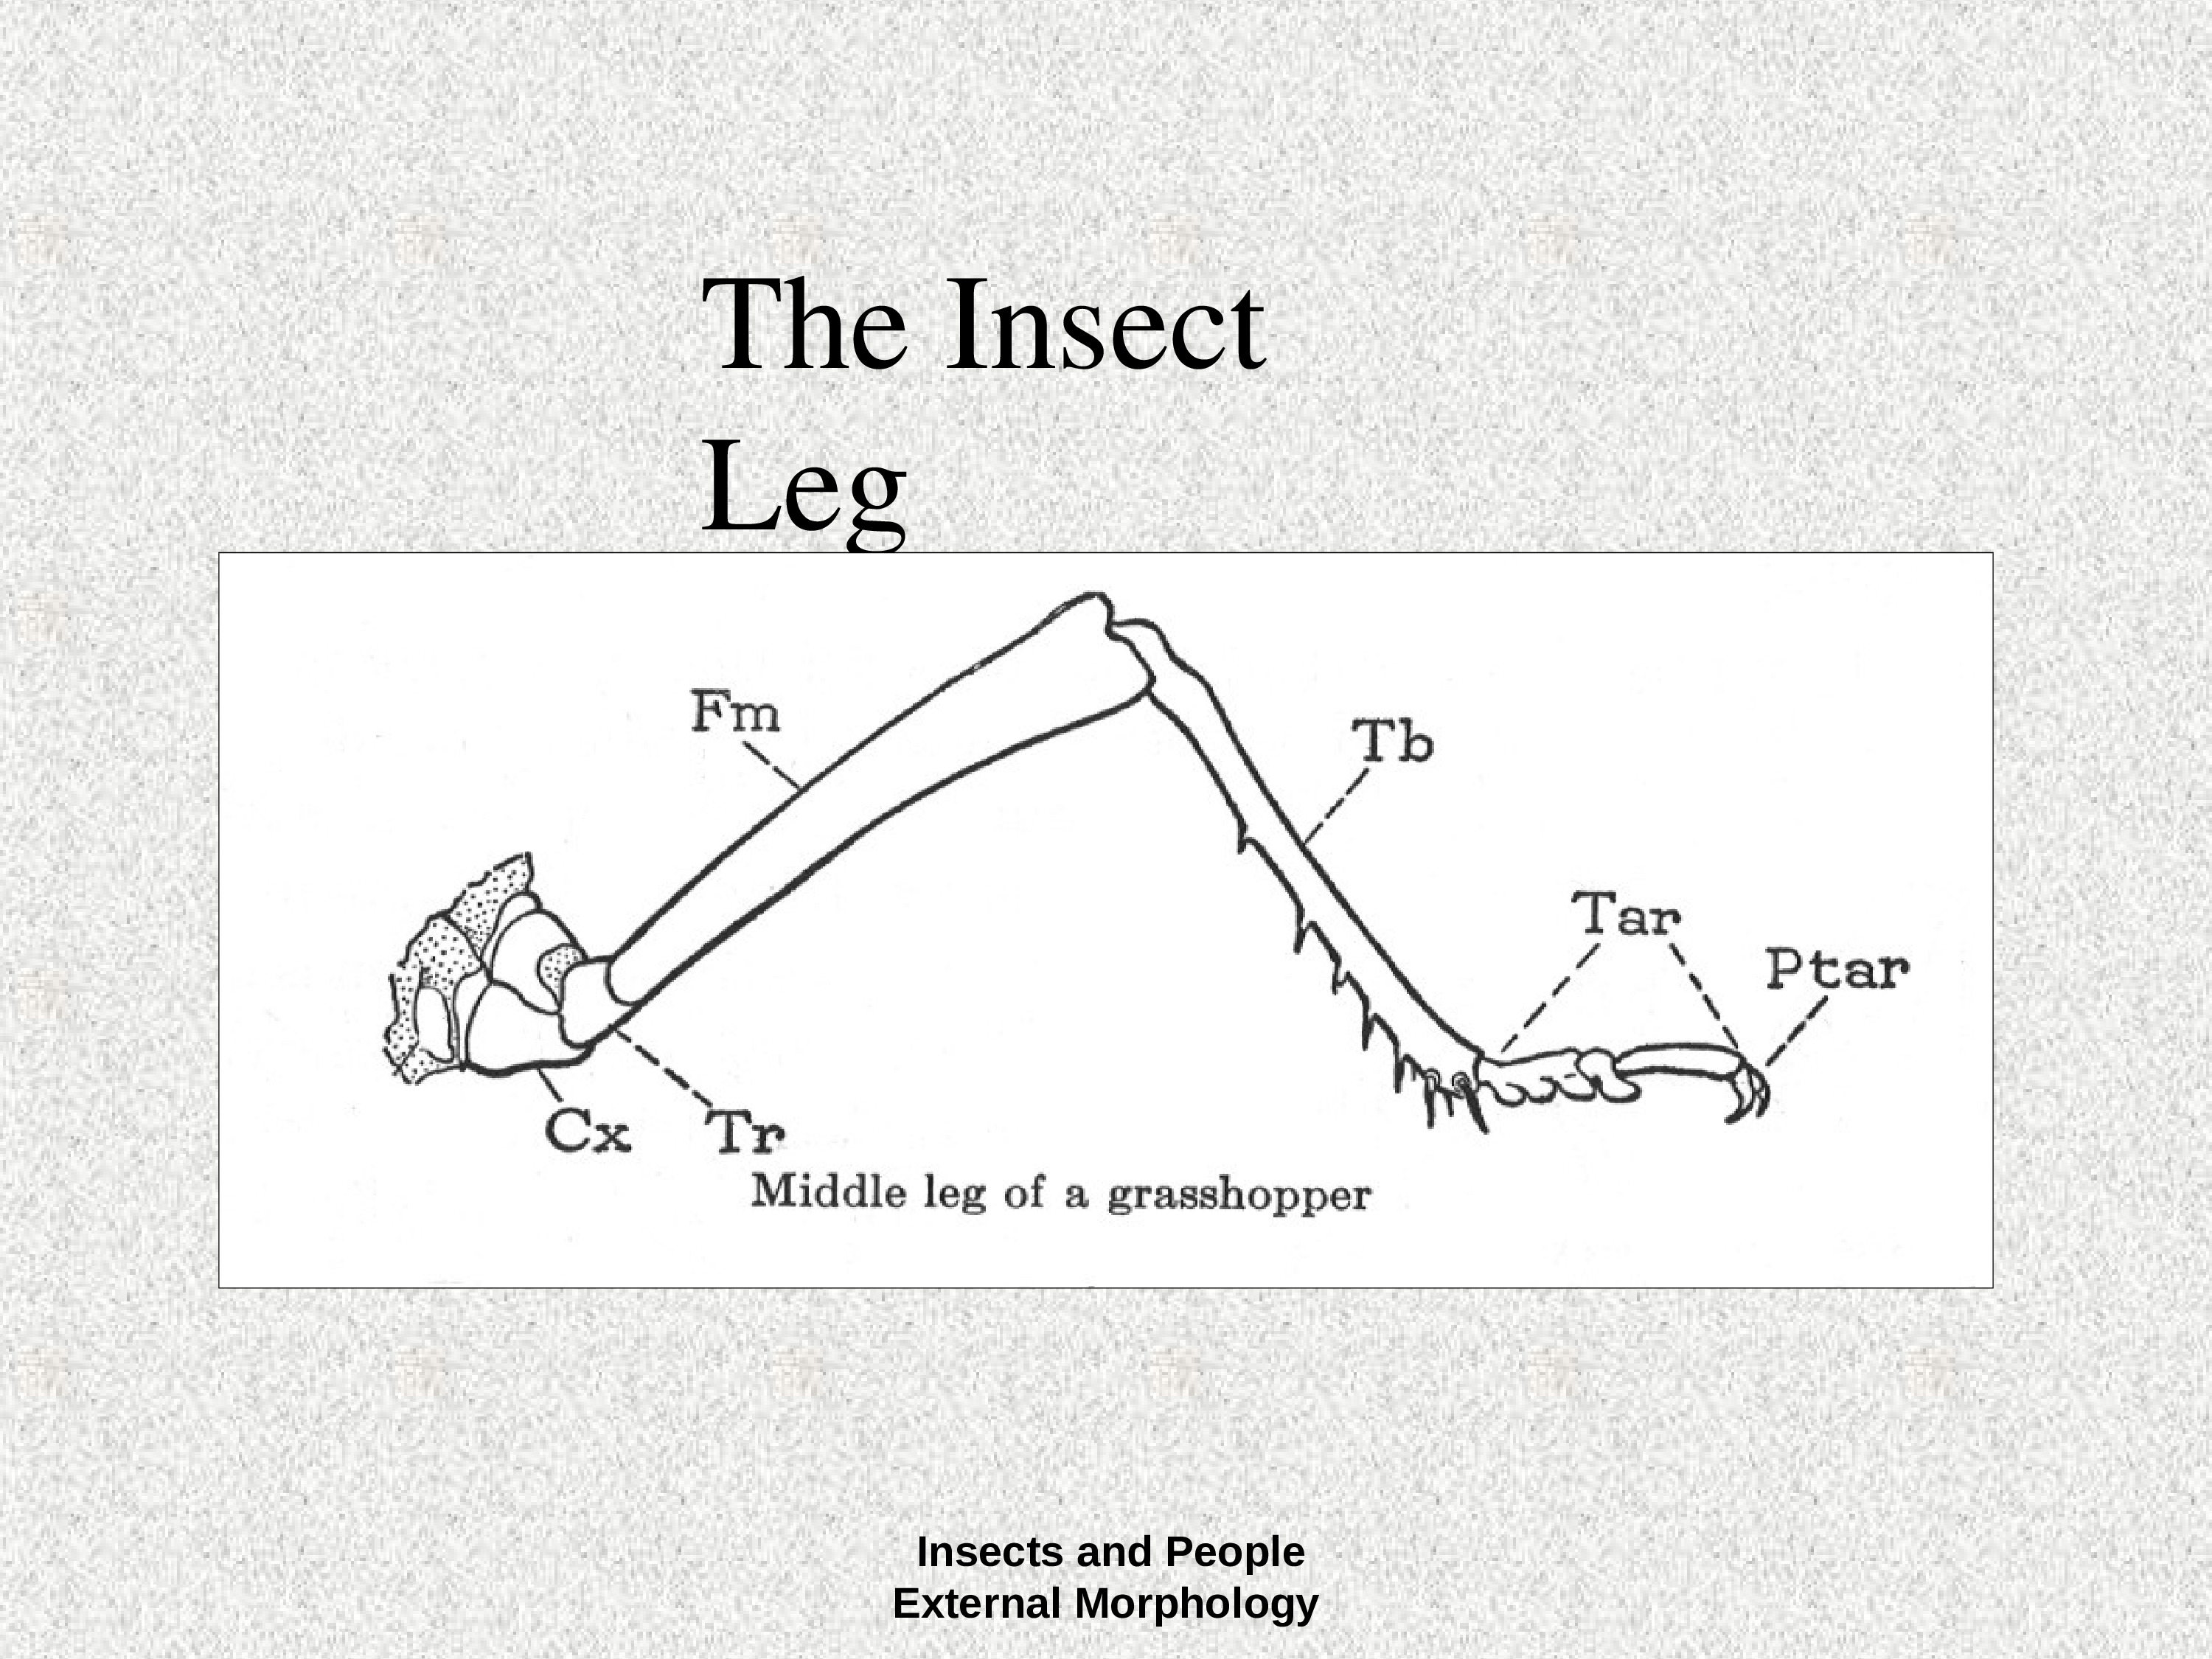 The Insect
Leg
Fm
Tb
Tar
Ptar
Cx
Tr
Middle leg of a grasshopper
Insects and People
External Morphology